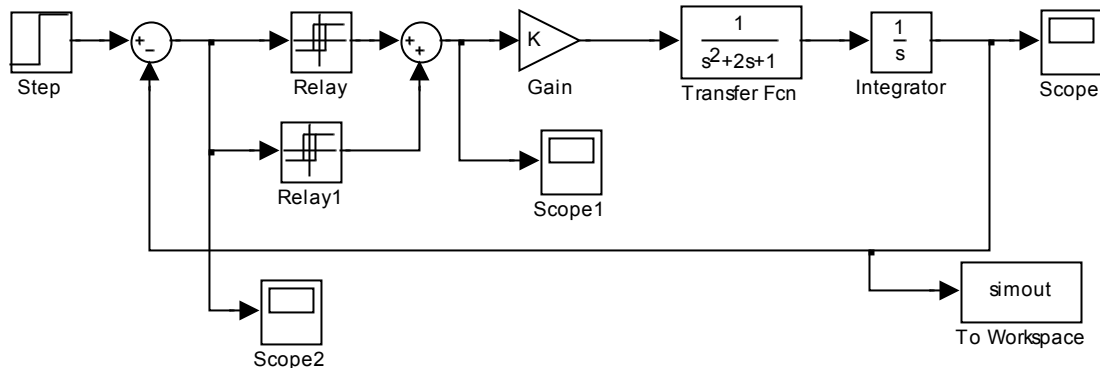 Step
+
−
Relay
Relay1
+
+
Scope1
K
Gain
1
s²+2s+1
Transfer Fcn
1
s
Integrator
Scope
Scope2
simout
To Workspace